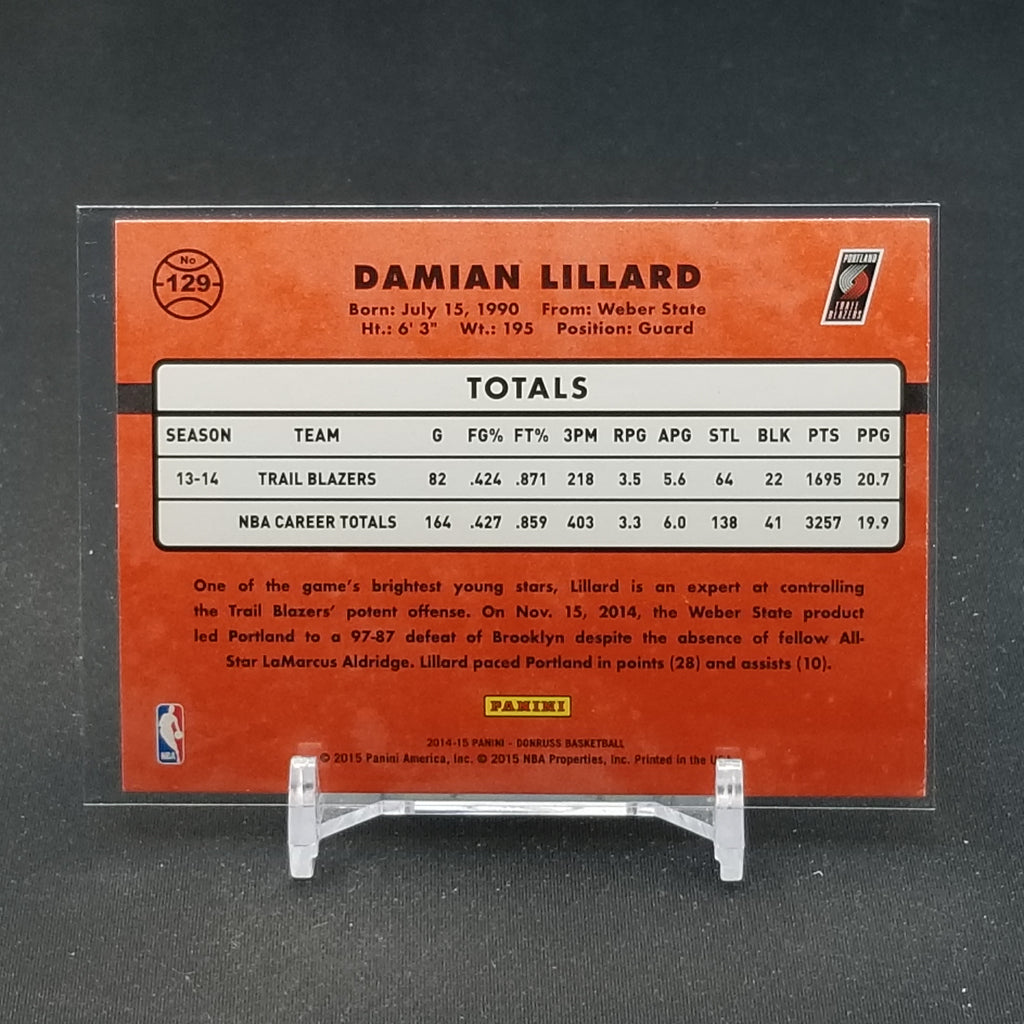 No
129
DAMIAN LILLARD
Born: July 15, 1990 From: Weber State
Ht.: 6' 3" Wt.: 195 Position: Guard
PORTLAND
TRAIL
BLAZERS
TOTALS
SEASON TEAM G FG% FT% 3PM RPG APG STL BLK PTS PPG
13-14 TRAIL BLAZERS 82 .424 .871 218 3.5 5.6 64 22 1695 20.7
NBA CAREER TOTALS 164 .427 .859 403 3.3 6.0 138 41 3257 19.9
One of the game's brightest young stars, Lillard is an expert at controlling
the Trail Blazers' potent offense. On Nov. 15, 2014, the Weber State product
led Portland to a 97-87 defeat of Brooklyn despite the absence of fellow All-
Star LaMarcus Aldridge. Lillard paced Portland in points (28) and assists (10).
PANINI
NBA
2014-15 PANINI - DONRUSS BASKETBALL
© 2015 Panini America, Inc. © 2015 NBA Properties, Inc. Printed in the